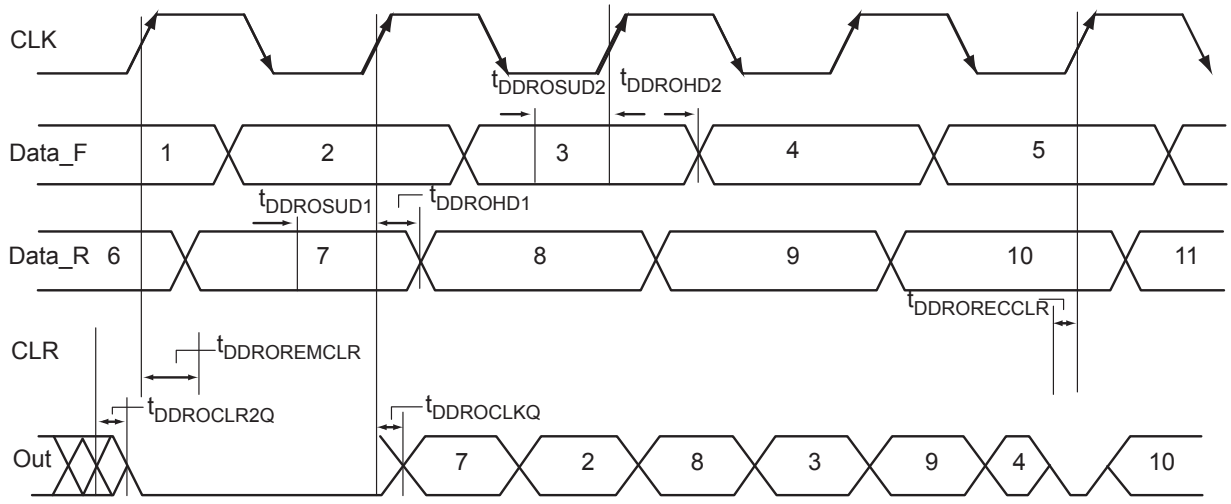 CLK
tDDROSUD2 tDDROHD2
Data_F 1 2 3 4 5
tDDROSUD1 tDDROHD1
Data_R 6 7 8 9 10 11
tDDRORECCLR
CLR
tDDROREMCLR
tDDROCLR2Q tDDROCLKQ
Out 7 2 8 3 9 4 10